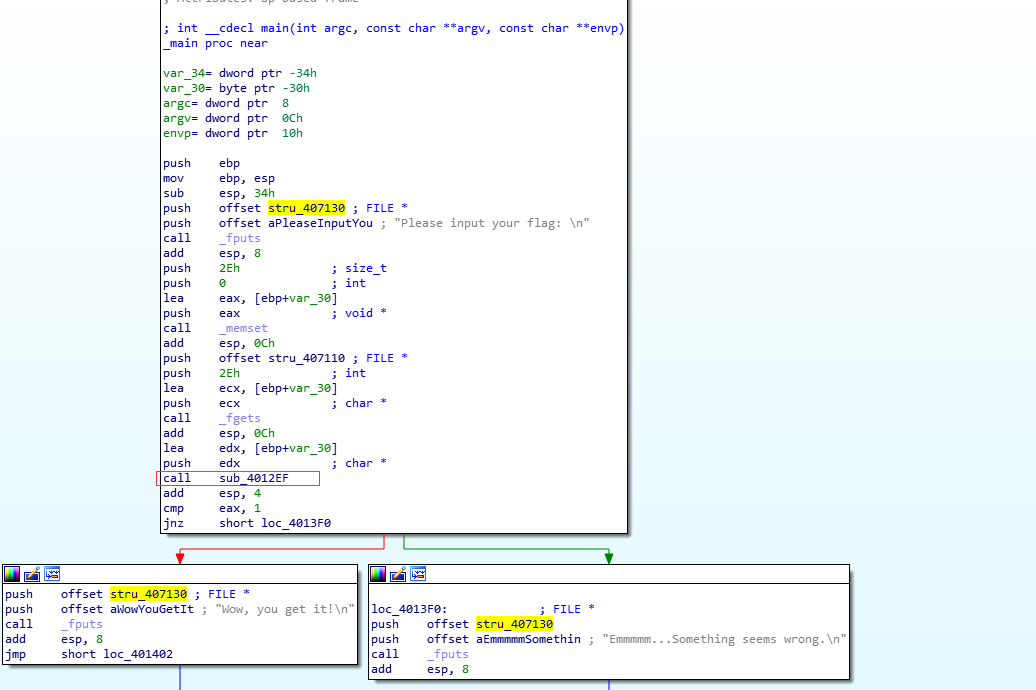 ; Attributes: bp-based frame
; int __cdecl main(int argc, const char **argv, const char **envp)
_main proc near
var_34= dword ptr -34h
var_30= byte ptr -30h
argc= dword ptr  8
argv= dword ptr  0Ch
envp= dword ptr  10h
push    ebp
mov     ebp, esp
sub     esp, 34h
push    offset stru_407130 ; FILE *
push    offset aPleaseInputYou ; "Please input your flag: \n"
call    _fputs
add     esp, 8
push    2Eh             ; size_t
push    0               ; int
lea     eax, [ebp+var_30]
push    eax             ; void *
call    _memset
add     esp, 0Ch
push    offset stru_407110 ; FILE *
push    2Eh             ; int
lea     ecx, [ebp+var_30]
push    ecx             ; char *
call    _fgets
add     esp, 0Ch
lea     edx, [ebp+var_30]
push    edx             ; char *
call    sub_4012EF
add     esp, 4
cmp     eax, 1
jnz     short loc_4013F0
push    offset stru_407130 ; FILE *
push    offset aWowYouGetIt ; "Wow, you get it!\n"
call    _fputs
add     esp, 8
jmp     short loc_401402
loc_4013F0:             ; FILE *
push    offset stru_407130
push    offset aEmmmmmSomethin ; "Emmmmm...Something seems wrong.\n"
call    _fputs
add     esp, 8